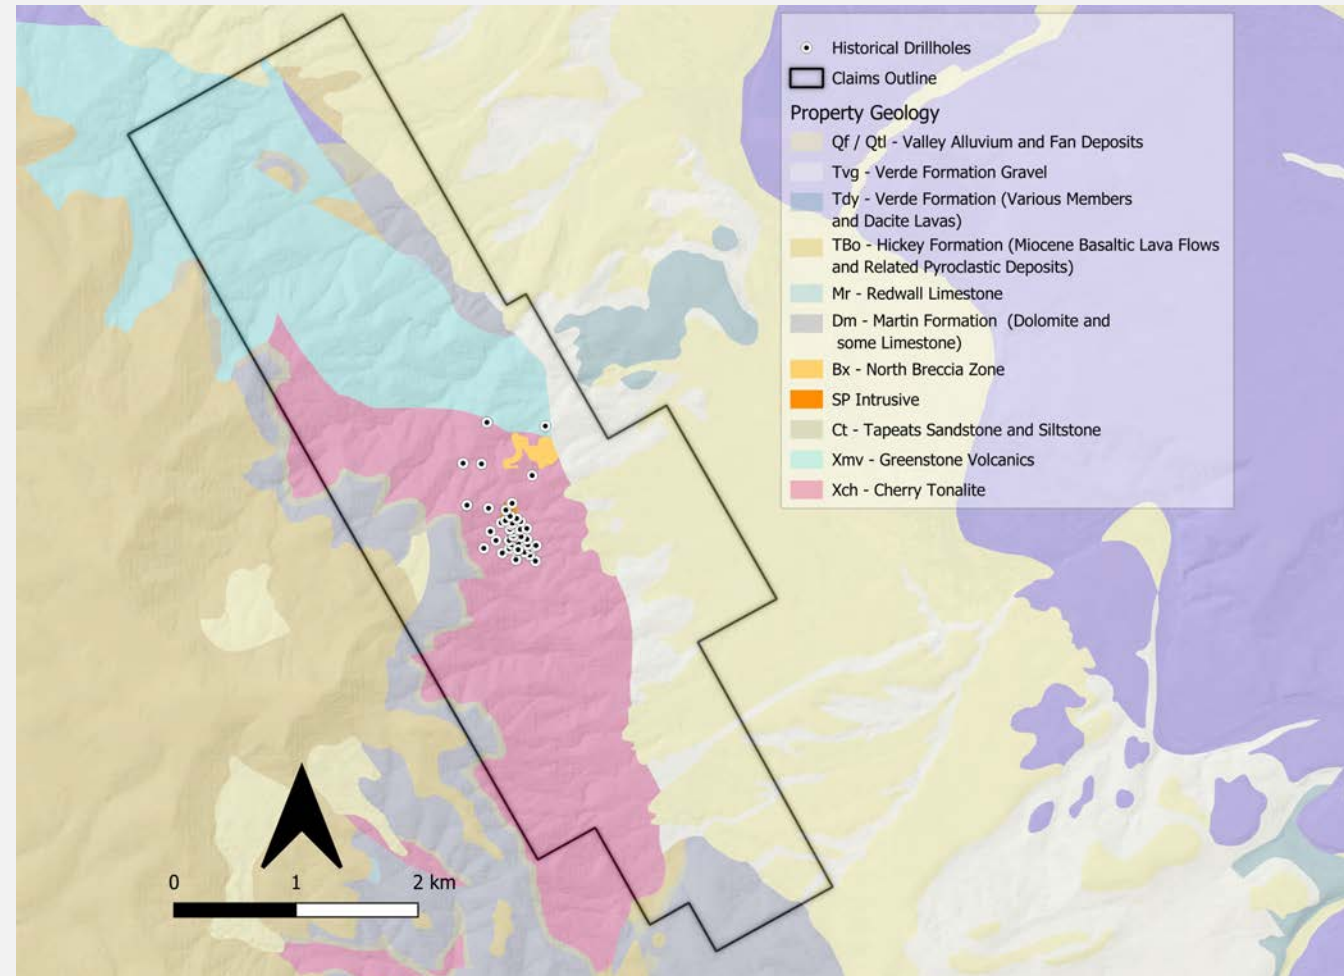 Historical Drillholes
Claims Outline
Property Geology
Qf / Qtl - Valley Alluvium and Fan Deposits
Tvg - Verde Formation Gravel
Tdy - Verde Formation (Various Members
and Dacite Lavas)
TBo - Hickey Formation (Miocene Basaltic Lava Flows
and Related Pyroclastic Deposits)
Mr - Redwall Limestone
Dm - Martin Formation (Dolomite and
some Limestone)
Bx - North Breccia Zone
SP Intrusive
Ct - Tapeats Sandstone and Siltstone
Xmv - Greenstone Volcanics
Xch - Cherry Tonalite
0 1 2 km